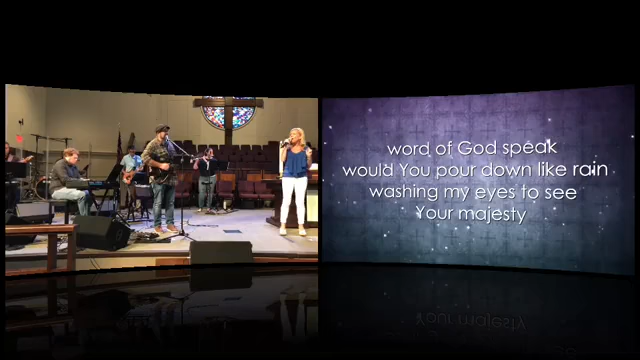 word of God speak
would You pour down like rain
washing my eyes to see
Your majesty